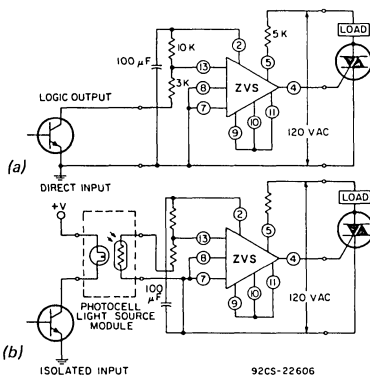 LOAD
5 K
10 K
100 µF
2
13
3K
5
LOGIC OUTPUT
8
ZVS
4
7
11
9
10
120 VAC
(a)
DIRECT INPUT
+V
LOAD
2
5
13
8
ZVS
4
7
11
100 µF
9
10
PHOTOCELL
LIGHT SOURCE
MODULE
120 VAC
(b)
ISOLATED INPUT
92CS-22606